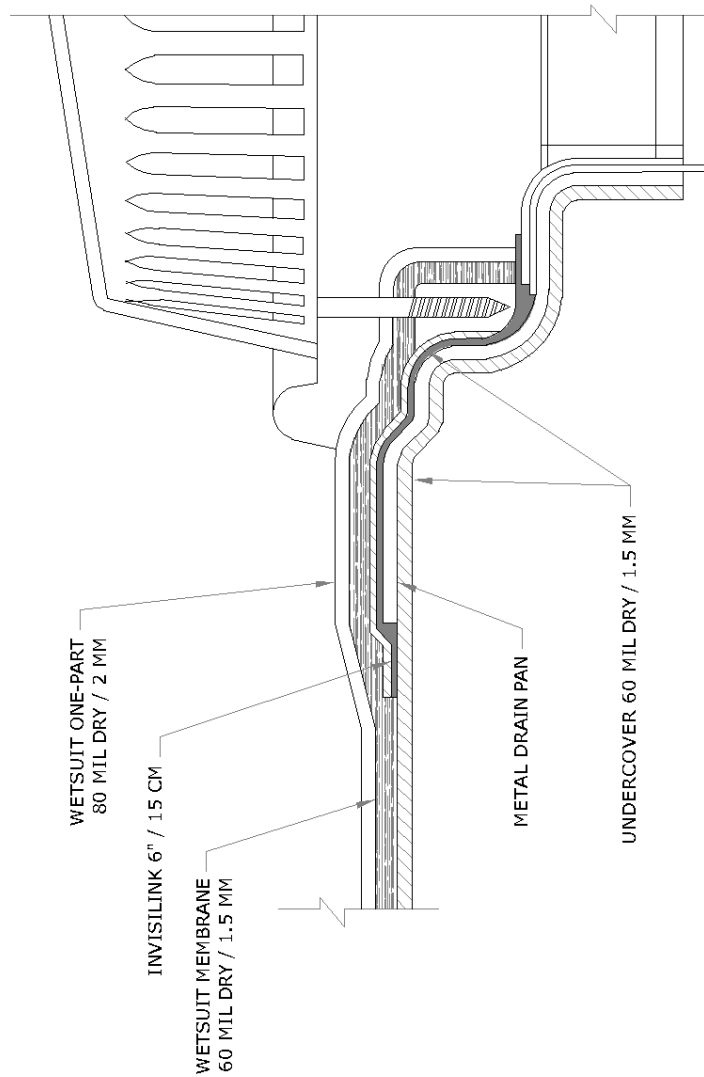 WETSUIT ONE-PART
80 MIL DRY / 2 MM
INVISILINK 6" / 15 CM
WETSUIT MEMBRANE
60 MIL DRY / 1.5 MM
METAL DRAIN PAN
UNDERCOVER 60 MIL DRY / 1.5 MM